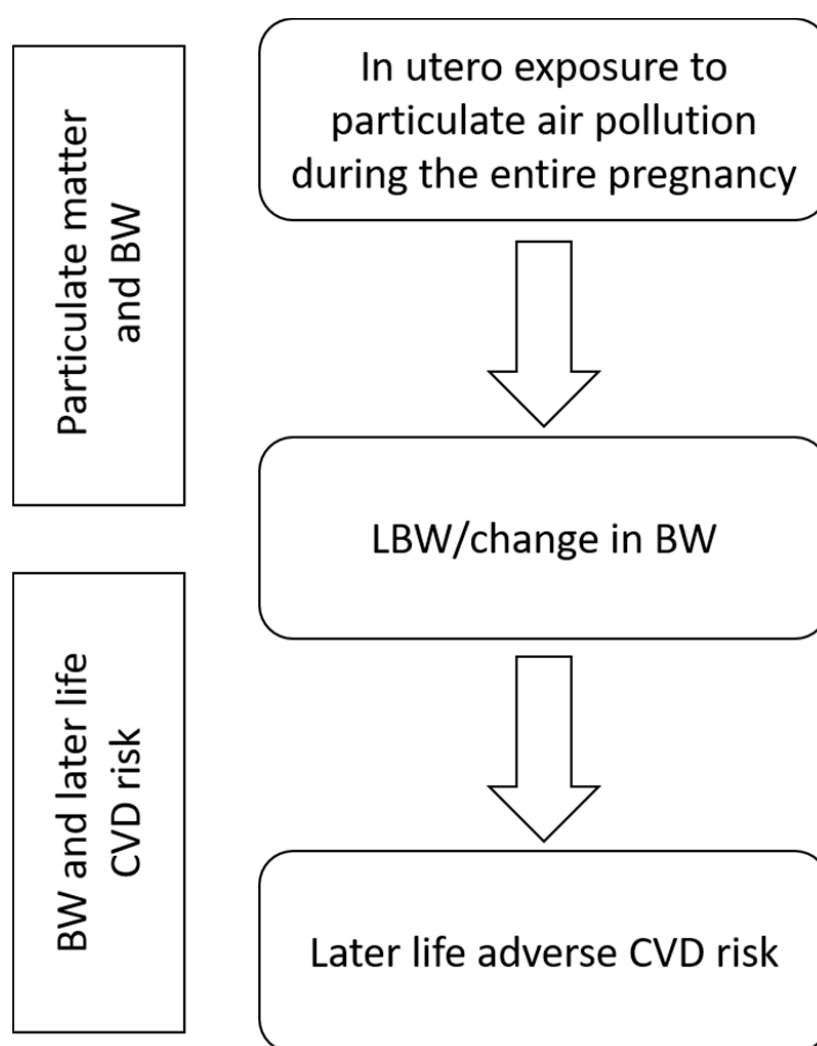 Particulate matter
and BW
In utero exposure to
particulate air pollution
during the entire pregnancy
LBW/change in BW
BW and later life
CVD risk
Later life adverse CVD risk